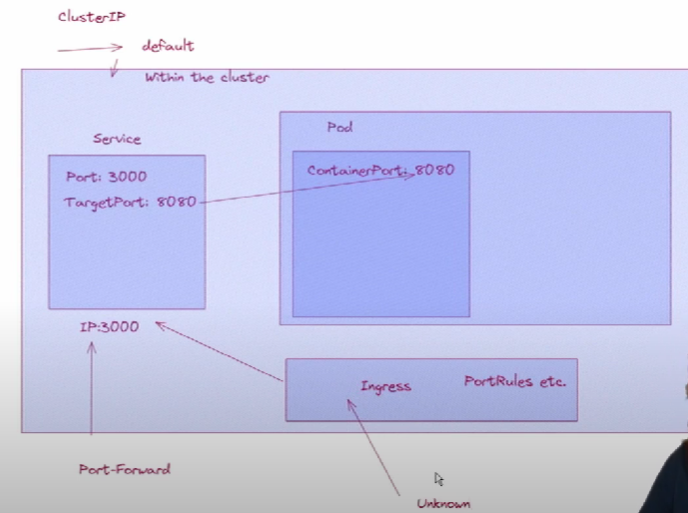 ClusterIP
default
Within the cluster
Service
Port: 3000
TargetPort: 8080
Pod
ContainerPort: 8080
IP:3000
Ingress
PortRules etc.
Port-Forward
Unknown